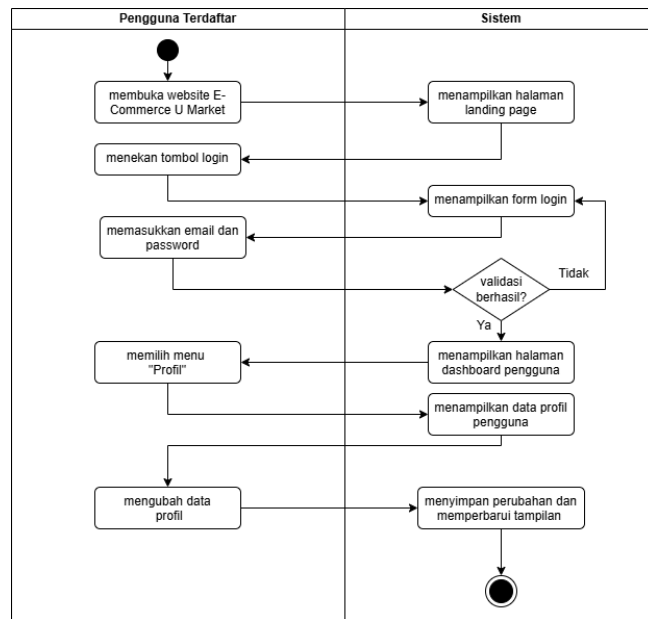 Pengguna Terdaftar
Sistem
membuka website E-
Commerce U Market
menampilkan halaman
landing page
menekan tombol login
menampilkan form login
memasukkan email dan
password
validasi
berhasil?
Tidak
Ya
memilih menu
"Profil"
menampilkan halaman
dashboard pengguna
menampilkan data profil
pengguna
mengubah data
profil
menyimpan perubahan dan
memperbarui tampilan